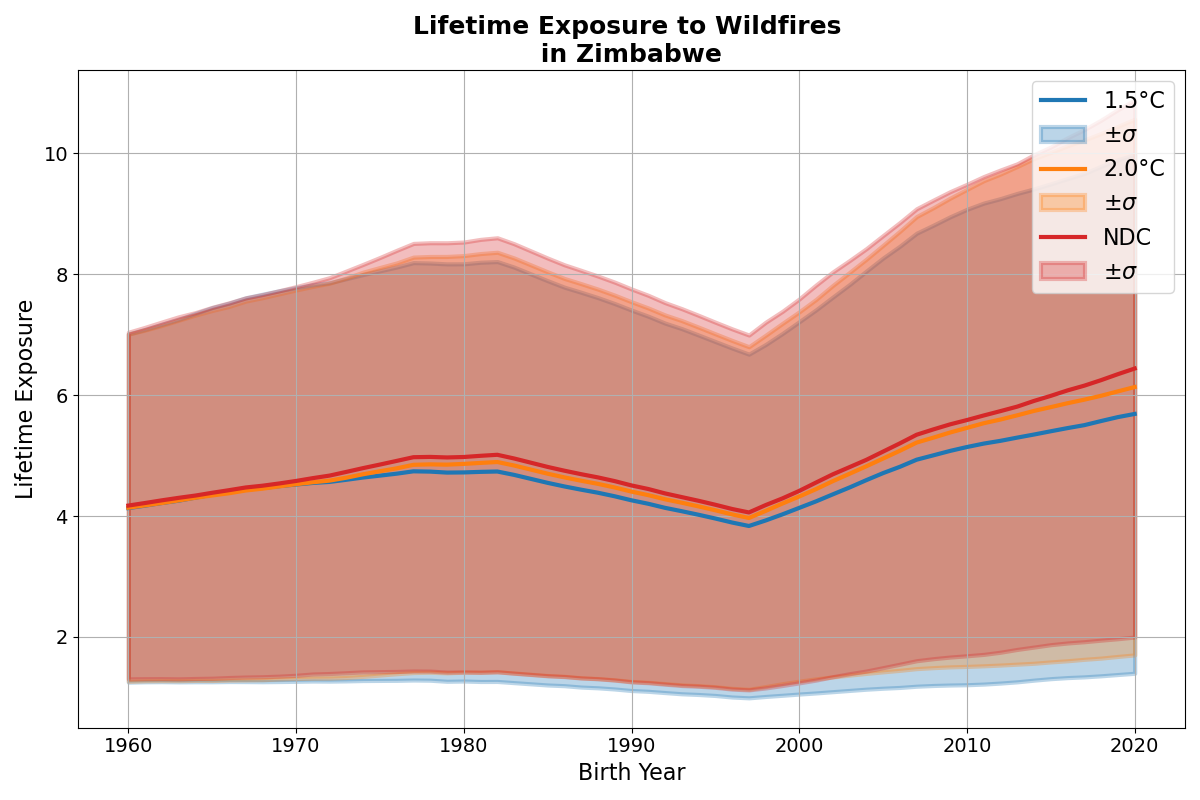 Lifetime Exposure to Wildfires
in Zimbabwe
Lifetime Exposure
10
8
6
4
2
1960
1970
1980
1990
2000
2010
2020
Birth Year
1.5°C
±σ
2.0°C
±σ
NDC
±σ